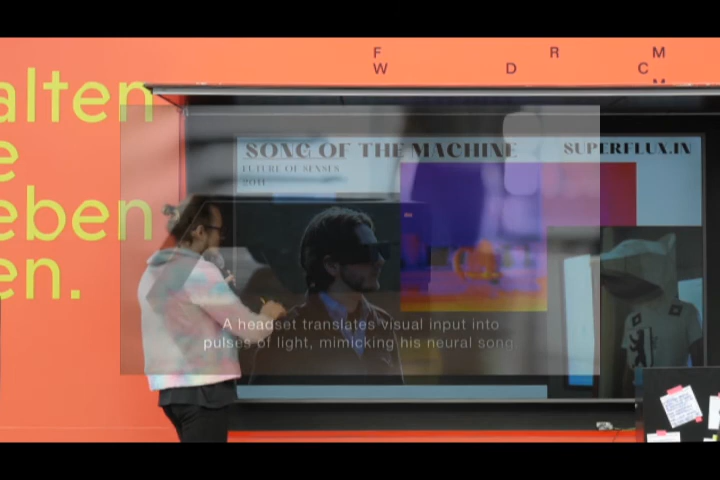 F R M
W D C M
alten
e
eben
en.
SONG OF THE MACHINE
SUPERFLUX.IN
FUTURE OF SENSES
2011
A headset translates visual input into
pulses of light, mimicking his neural song.